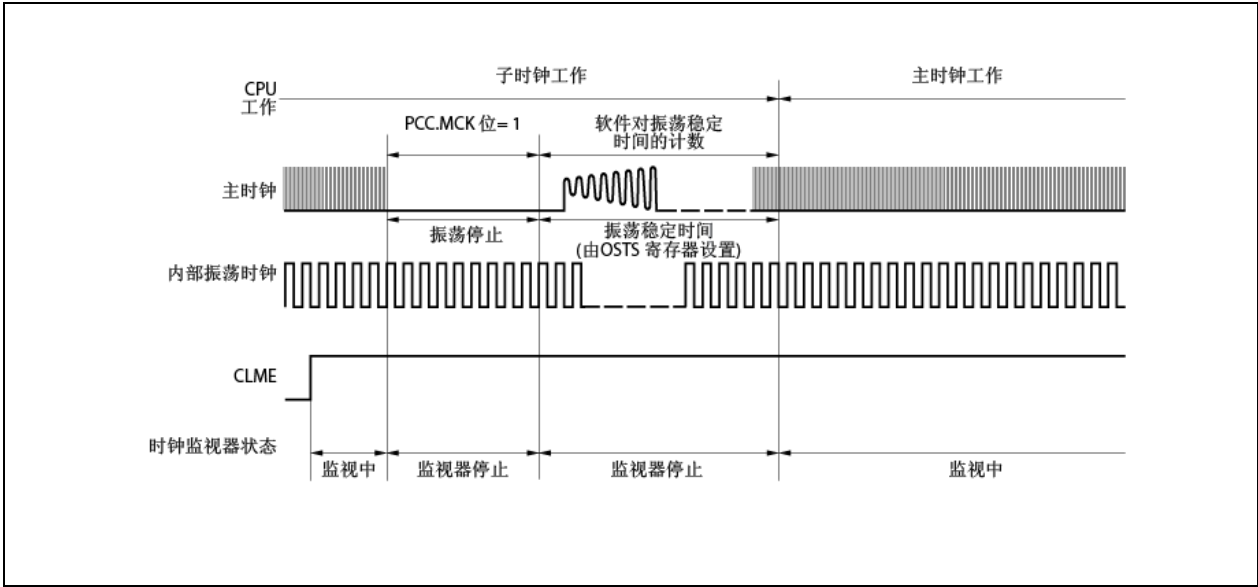 子时钟工作
主时钟工作
CPU
工作
PCC.MCK 位= 1
软件对振荡稳定
时间的计数
主时钟
振荡停止
振荡稳定时间
(由OSTS 寄存器设置)
内部振荡时钟
CLME
时钟监视器状态
监视中
监视器停止
监视器停止
监视中